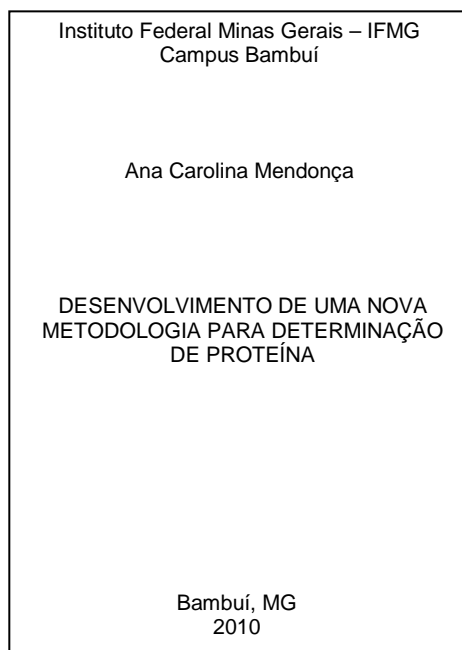 Instituto Federal Minas Gerais – IFMG
Campus Bambuí
Ana Carolina Mendonça
DESENVOLVIMENTO DE UMA NOVA
METODOLOGIA PARA DETERMINAÇÃO
DE PROTEÍNA
Bambuí, MG
2010